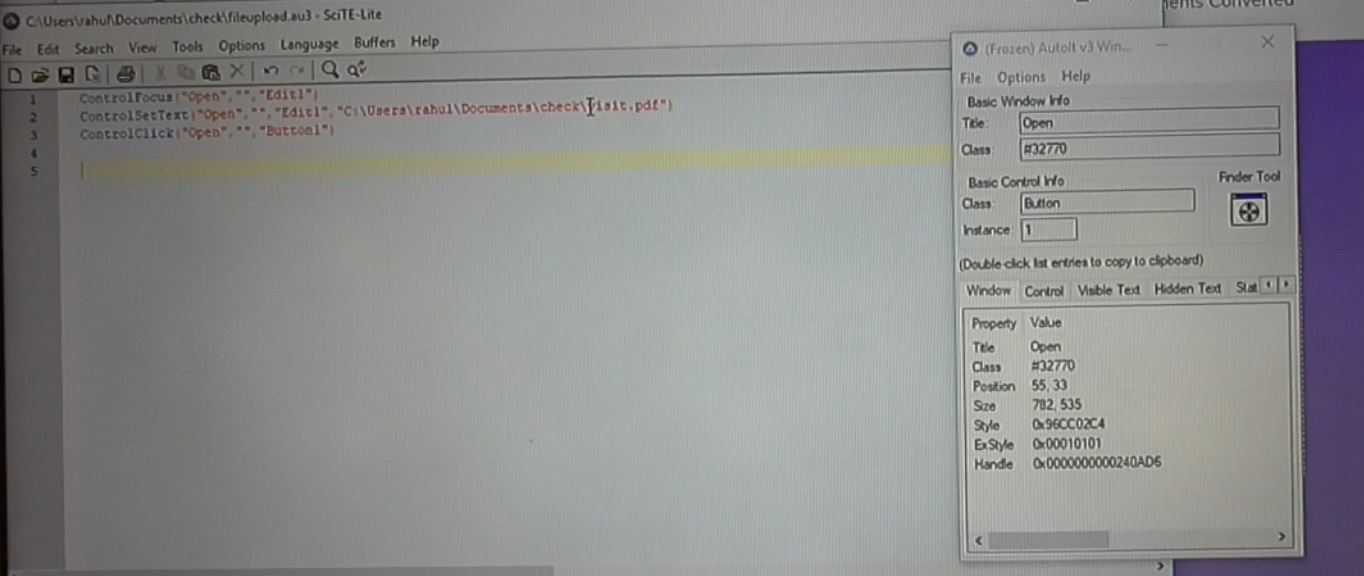 C:\Users\rahul\Documents\check\fileupload.au3 - SciTE-Lite
File Edit Search View Tools Options Language Buffers Help
1 ControlFocus("Open","","Edit1")
2 ControlSetText("Open","","Edit1","C:\Users\rahul\Documents\check\visit.pdf")
3 ControlClick("Open","","Button1")
4
5
ents Converted
(Frozen) AutoIt v3 Win...
File Options Help
Basic Window Info
Title: Open
Class: #32770
Basic Control Info
Finder Tool
Class: Button
Instance: 1
(Double-click list entries to copy to clipboard)
Window Control Visible Text Hidden Text Stat
Property Value
Title Open
Class #32770
Position 55, 33
Size 782, 535
Style 0x96CC02C4
ExStyle 0x00010101
Handle 0x0000000000240AD6